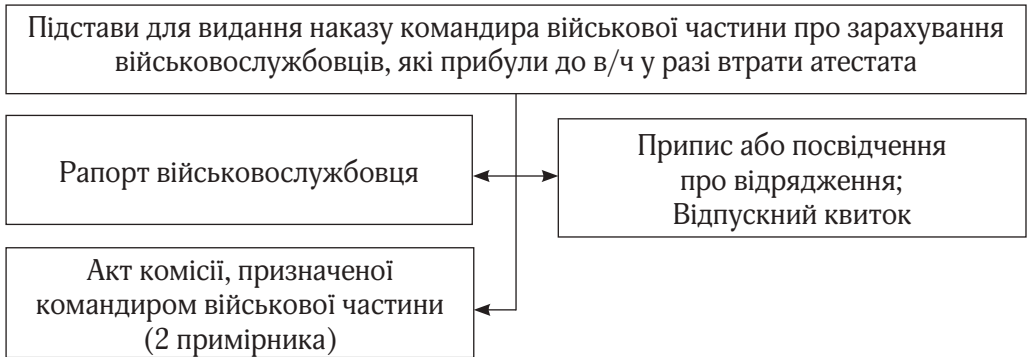 Підстави для видання наказу командира військової частини про зарахування
військовослужбовців, які прибули до в/ч у разі втрати атестата
Рапорт військовослужбовця
Припис або посвідчення
про відрядження;
Відпускний квиток
Акт комісії, призначеної
командиром військової частини
(2 примірника)